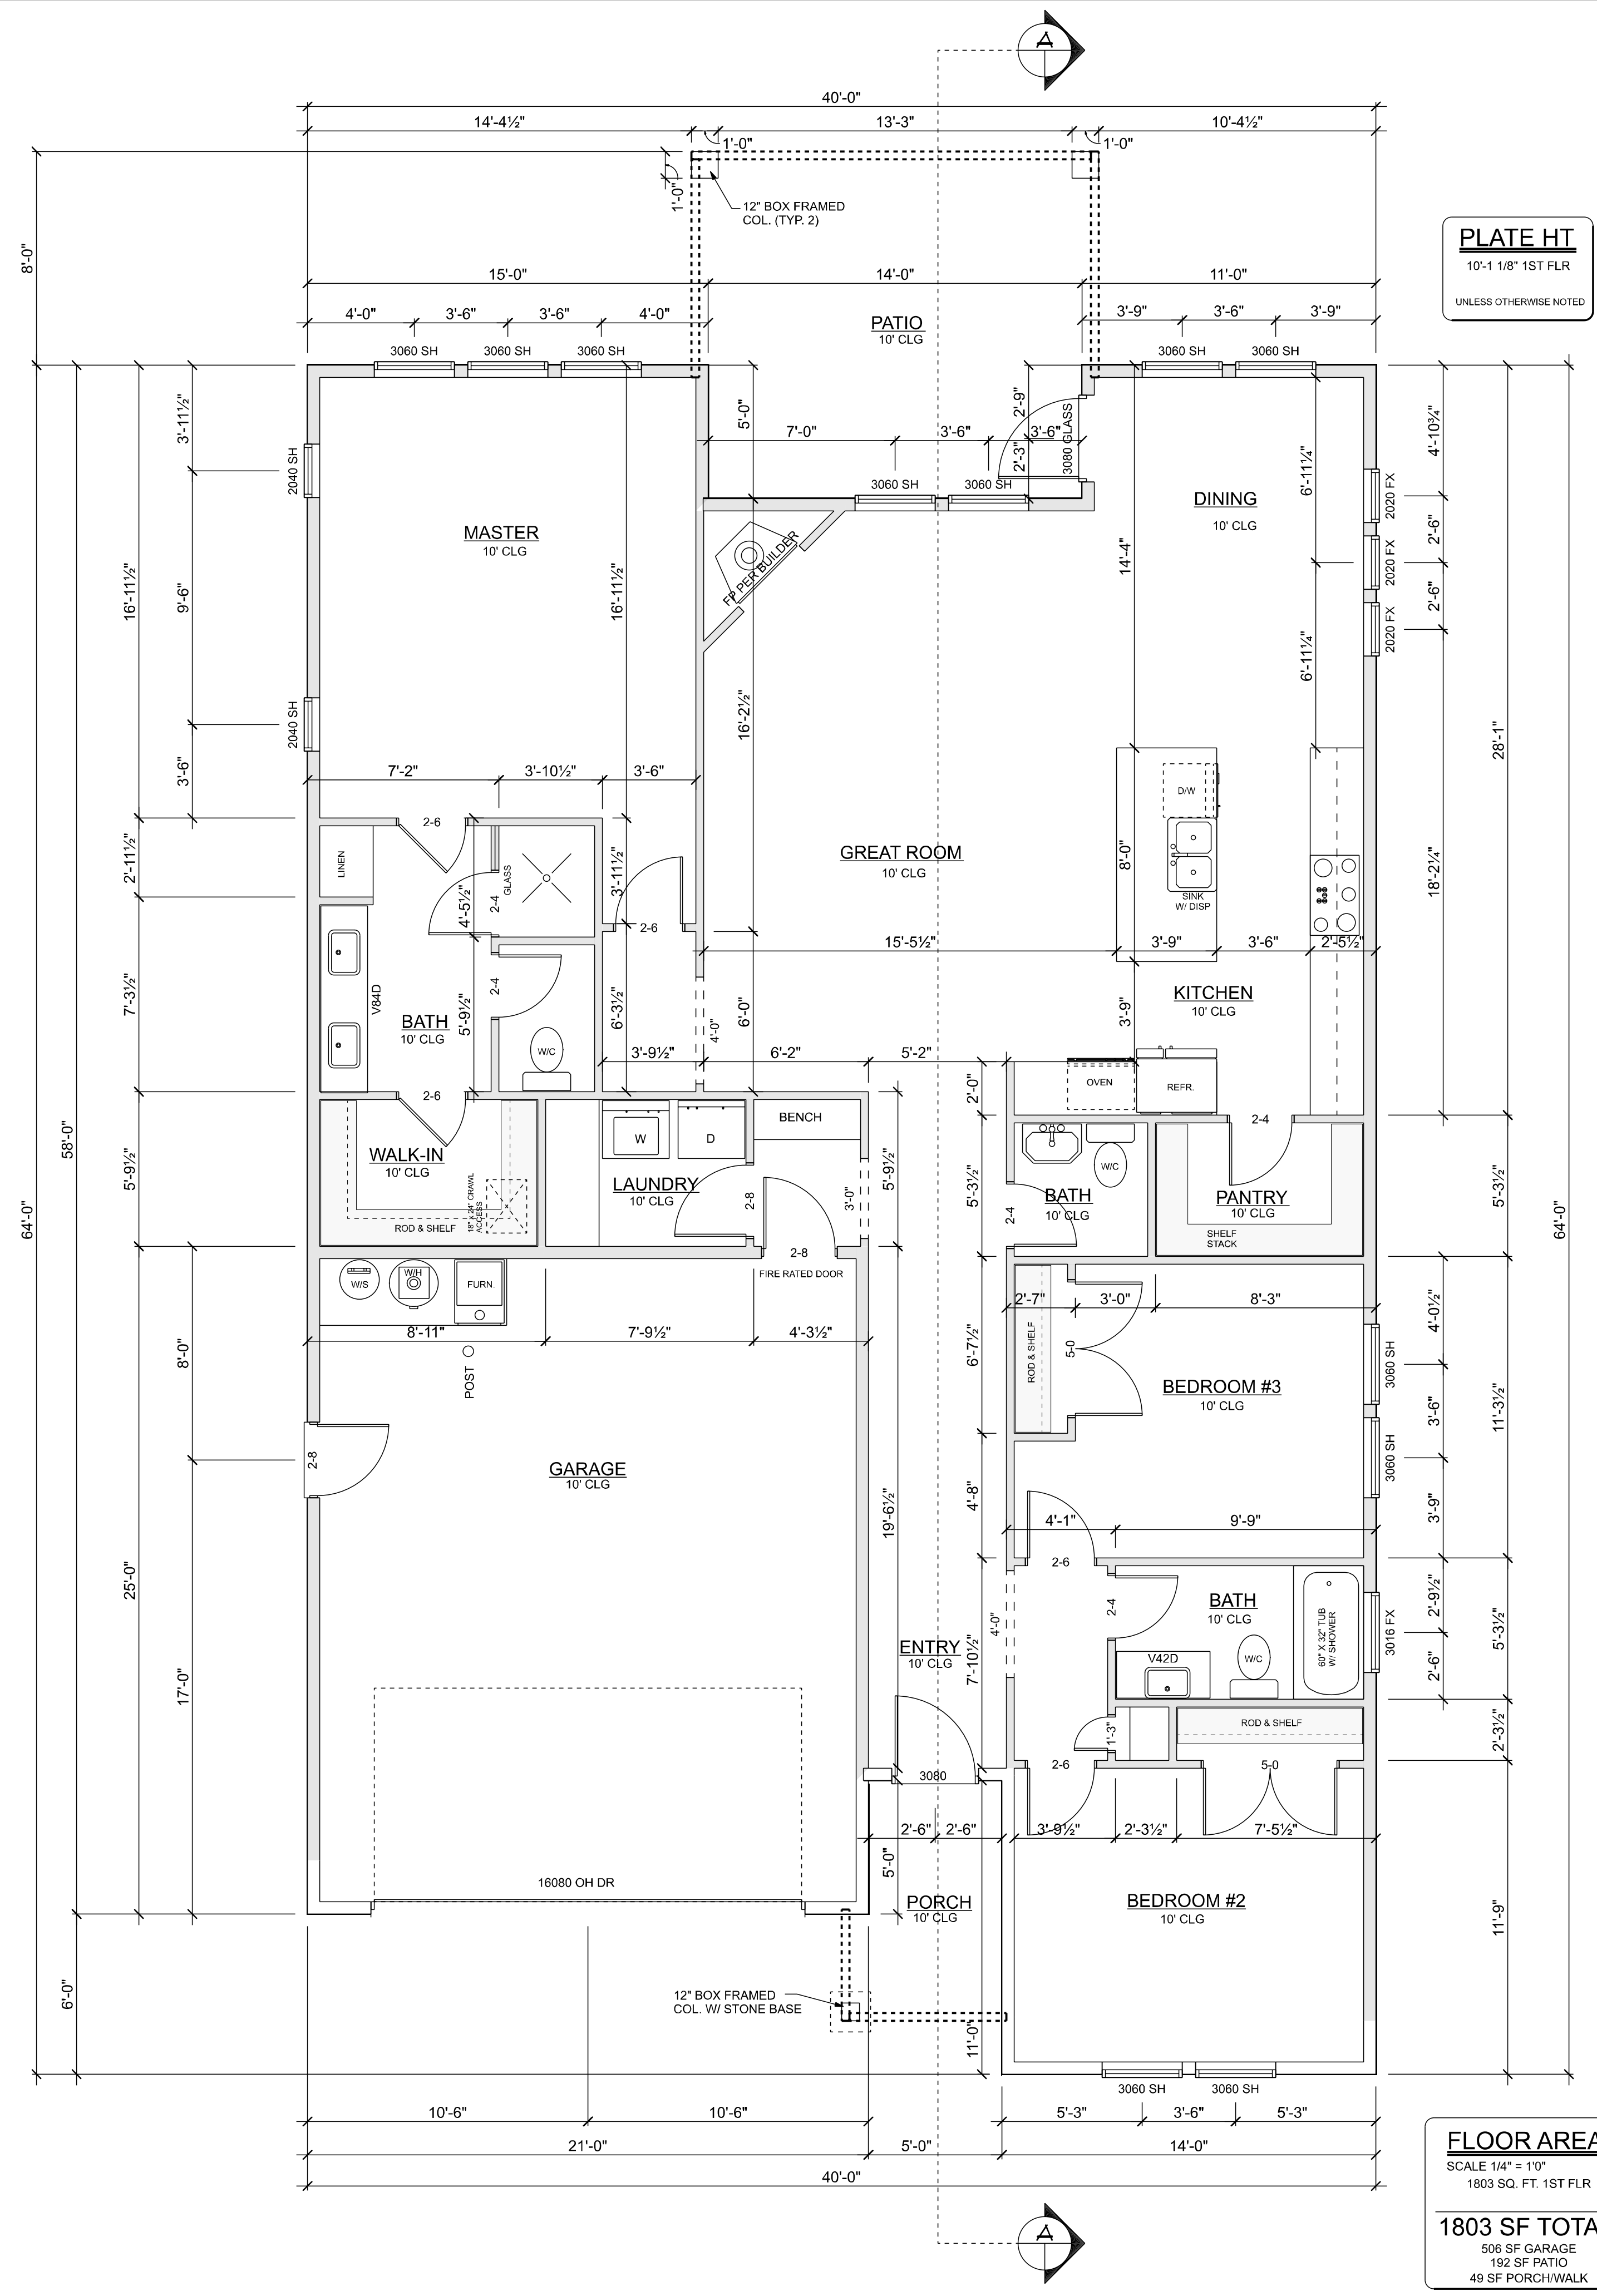 A
40'-0"
14'-4½"
13'-3"
10'-4½"
1'-0"
1'-0"
1'-0"
12" BOX FRAMED
COL. (TYP. 2)
8'-0"
PLATE HT
10'-1 1/8" 1ST FLR
UNLESS OTHERWISE NOTED
15'-0"
14'-0"
11'-0"
4'-0"
3'-6"
3'-6"
4'-0"
PATIO
10' CLG
3'-9"
3'-6"
3'-9"
3060 SH
3060 SH
3060 SH
3060 SH
3060 SH
3'-11½"
5'-0"
2'-9"
3080 GLASS
4'-10¾"
7'-0"
3'-6"
3'-6"
2'-3"
6'-11¼"
2040 SH
3060 SH
3060 SH
2020 FX
DINING
10' CLG
2'-6"
MASTER
10' CLG
FP PER BUILDER
14'-4"
2020 FX
16'-11½"
9'-6"
16'-11½"
2'-6"
2020 FX
6'-11¼"
2040 SH
16'-2½"
28'-1"
3'-6"
7'-2"
3'-10½"
3'-6"
D/W
2-6
LINEN
GLASS
2'-11½"
3'-11½"
GREAT ROOM
10' CLG
8'-0"
SINK
W/ DISP
18'-2¼"
2-4
4'-5½"
2-6
15'-5½"
3'-9"
3'-6"
2'-5½"
7'-3½"
V84D
2-4
BATH
10' CLG
5'-9½"
6'-3½"
6'-0"
4'-0"
KITCHEN
10' CLG
3'-9"
W/C
3'-9½"
6'-2"
5'-2"
2-6
2'-0"
OVEN
REFR.
58'-0"
64'-0"
5'-9½"
WALK-IN
10' CLG
ROD & SHELF
18" X 24" CRAWL
ACCESS
W
D
BENCH
LAUNDRY
10' CLG
2-8
3'-0"
5'-9½"
2-4
5'-3½"
W/C
BATH
10' CLG
2-4
PANTRY
10' CLG
SHELF
STACK
5'-3½"
64'-0"
2-8
FIRE RATED DOOR
W/S
W/H
FURN.
8'-11"
7'-9½"
4'-3½"
2'-7"
3'-0"
8'-3"
4'-0½"
8'-0"
POST
6'-7½"
ROD & SHELF
5-0
3060 SH
BEDROOM #3
10' CLG
3'-6"
11'-3½"
2-8
GARAGE
10' CLG
3060 SH
19'-6½"
4'-8"
3'-9"
4'-1"
9'-9"
25'-0"
2-6
2-4
BATH
10' CLG
60" X 32" TUB
W/ SHOWER
3016 FX
2'-9½"
5'-3½"
4'-0"
ENTRY
10' CLG
7'-10½"
V42D
W/C
2'-6"
17'-0"
ROD & SHELF
1'-3"
2'-3½"
3080
2-6
5-0
2'-6"
2'-6"
3'-9½"
2'-3½"
7'-5½"
5'-0"
16080 OH DR
PORCH
10' CLG
BEDROOM #2
10' CLG
11'-9"
6'-0"
12" BOX FRAMED
COL. W/ STONE BASE
11'-0"
3060 SH
3060 SH
10'-6"
10'-6"
5'-3"
3'-6"
5'-3"
21'-0"
5'-0"
14'-0"
40'-0"
A
FLOOR AREA
SCALE 1/4" = 1'0"
1803 SQ. FT. 1ST FLR
1803 SF TOTA
506 SF GARAGE
192 SF PATIO
49 SF PORCH/WALK